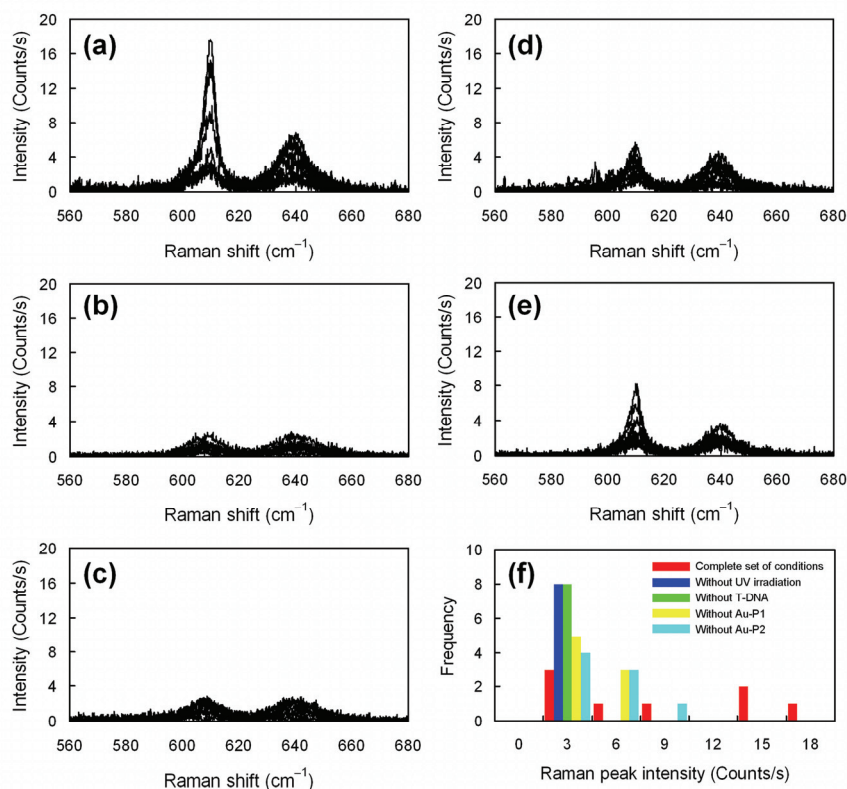 (a)
Intensity (Counts/s)
20
16
12
8
4
0
560 580 600 620 640 660 680
Raman shift (cm⁻¹)
(b)
Intensity (Counts/s)
20
16
12
8
4
0
560 580 600 620 640 660 680
Raman shift (cm⁻¹)
(c)
Intensity (Counts/s)
20
16
12
8
4
0
560 580 600 620 640 660 680
Raman shift (cm⁻¹)
(d)
Intensity (Counts/s)
20
16
12
8
4
0
560 580 600 620 640 660 680
Raman shift (cm⁻¹)
(e)
Intensity (Counts/s)
20
16
12
8
4
0
560 580 600 620 640 660 680
Raman shift (cm⁻¹)
(f)
Complete set of conditions
Without UV irradiation
Without T-DNA
Without Au-P1
Without Au-P2
Frequency
10
8
6
4
2
0
0 3 6 9 12 15 18
Raman peak intensity (Counts/s)